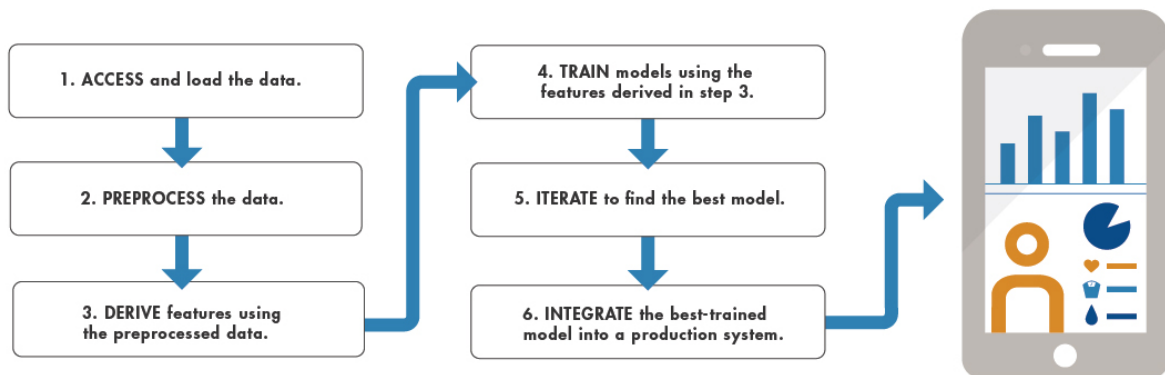 1. ACCESS and load the data.
2. PREPROCESS the data.
3. DERIVE features using
the preprocessed data.
4. TRAIN models using the
features derived in step 3.
5. ITERATE to find the best model.
6. INTEGRATE the best-trained
model into a production system.